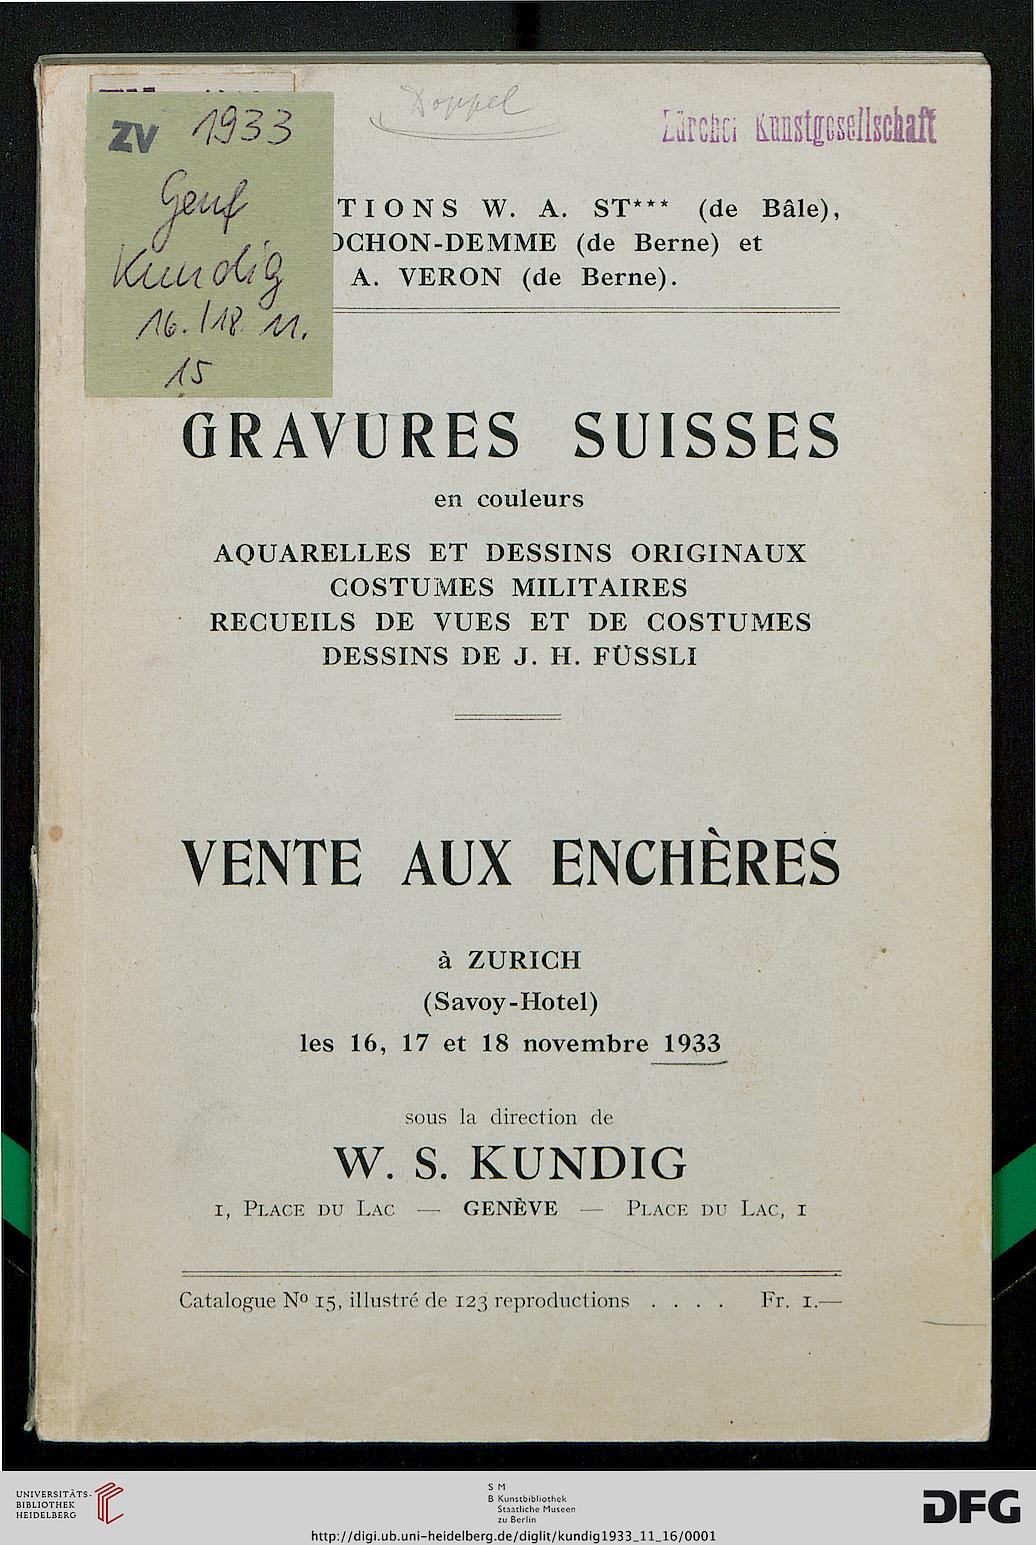 Doppel
Zürcher Kunstgesellschaft
ZV 1933
Genf
Kundig
16./18. 11.
15
TIONS W. A. ST*** (de Bâle),
OCHON-DEMME (de Berne) et
A. VERON (de Berne).
GRAVURES SUISSES
en couleurs
AQUARELLES ET DESSINS ORIGINAUX
COSTUMES MILITAIRES
RECUEILS DE VUES ET DE COSTUMES
DESSINS DE J. H. FÜSSLI
VENTE AUX ENCHÈRES
à ZURICH
(Savoy-Hotel)
les 16, 17 et 18 novembre 1933
sous la direction de
W. S. KUNDIG
1, PLACE DU LAC — GENÈVE — PLACE DU LAC, 1
Catalogue Nº 15, illustré de 123 reproductions . . . . Fr. 1.—
UNIVERSITÄTS-
BIBLIOTHEK
HEIDELBERG
S M
B Kunstbibliothek
Staatliche Museen
zu Berlin
DFG
http://digi.ub.uni-heidelberg.de/diglit/kundig1933_11_16/0001